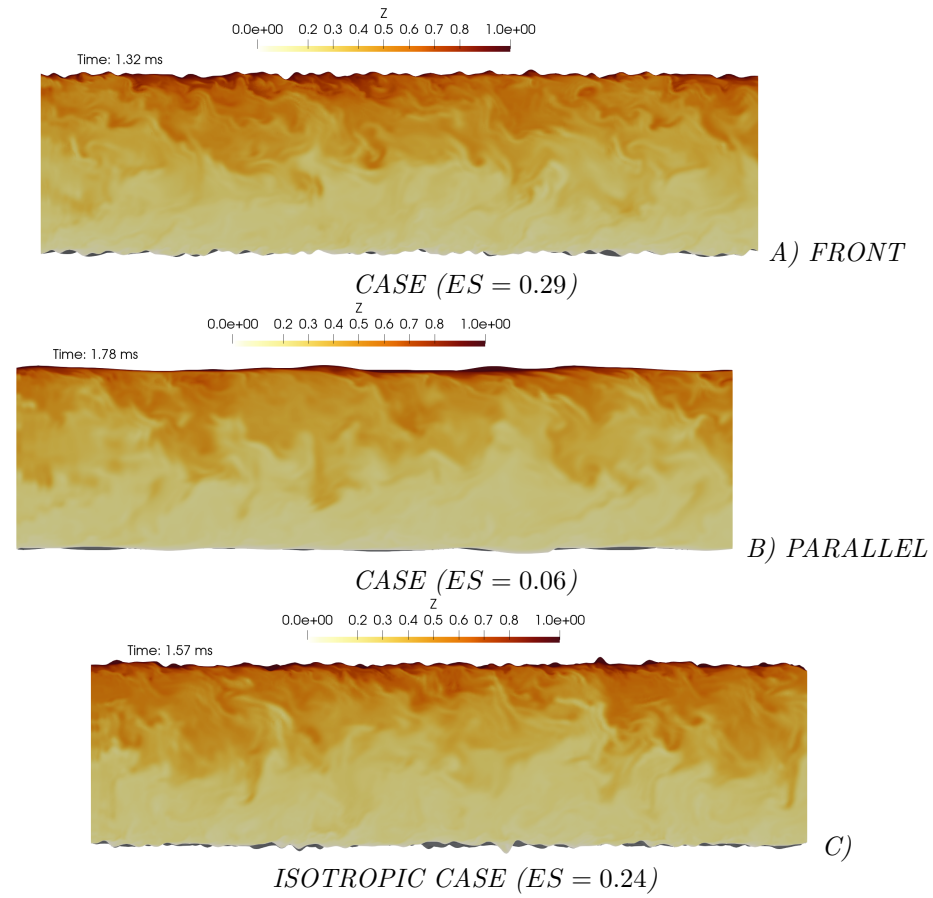 Z
0.0e+00 0.2 0.3 0.4 0.5 0.6 0.7 0.8 1.0e+00
Time: 1.32 ms
A) FRONT
CASE (ES = 0.29)
Z
0.0e+00 0.2 0.3 0.4 0.5 0.6 0.7 0.8 1.0e+00
Time: 1.78 ms
B) PARALLEL
CASE (ES = 0.06)
Z
0.0e+00 0.2 0.3 0.4 0.5 0.6 0.7 0.8 1.0e+00
Time: 1.57 ms
C)
ISOTROPIC CASE (ES = 0.24)